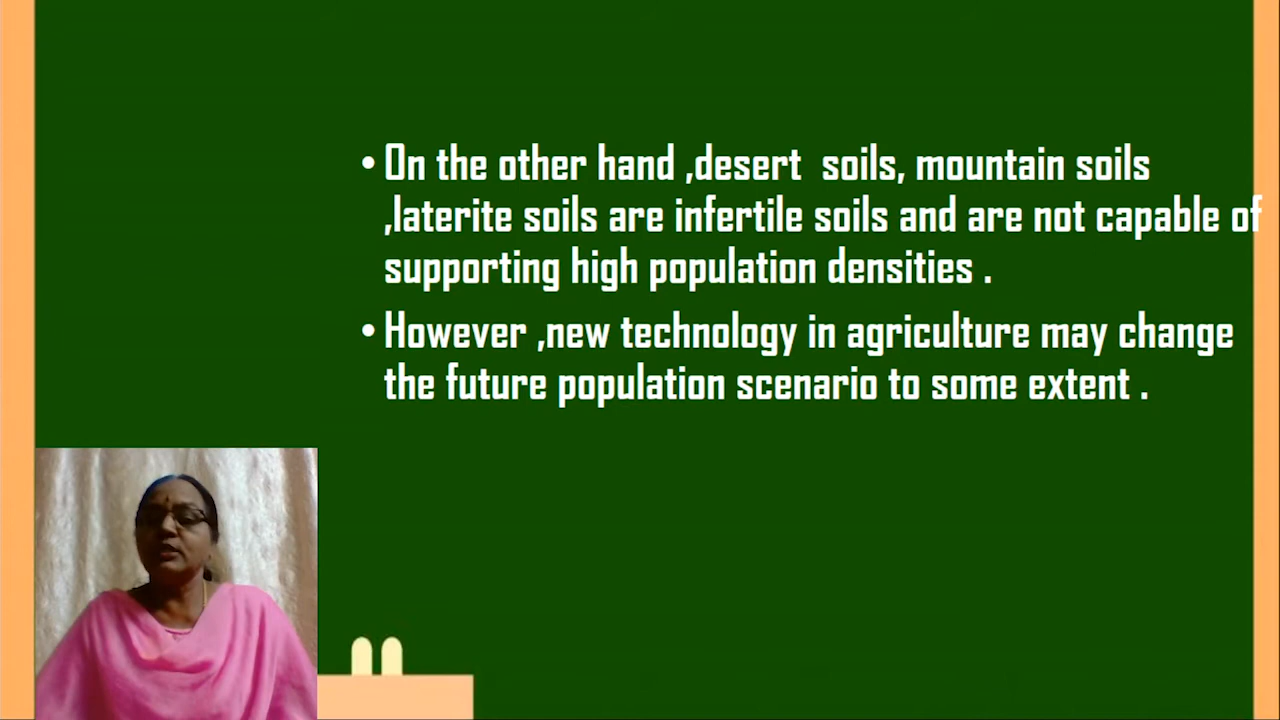 • On the other hand ,desert  soils, mountain soils
,laterite soils are infertile soils and are not capable of
supporting high population densities .
• However ,new technology in agriculture may change
the future population scenario to some extent .